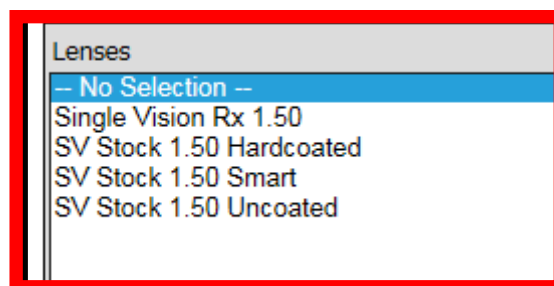 Lenses
-- No Selection --
Single Vision Rx 1.50
SV Stock 1.50 Hardcoated
SV Stock 1.50 Smart
SV Stock 1.50 Uncoated